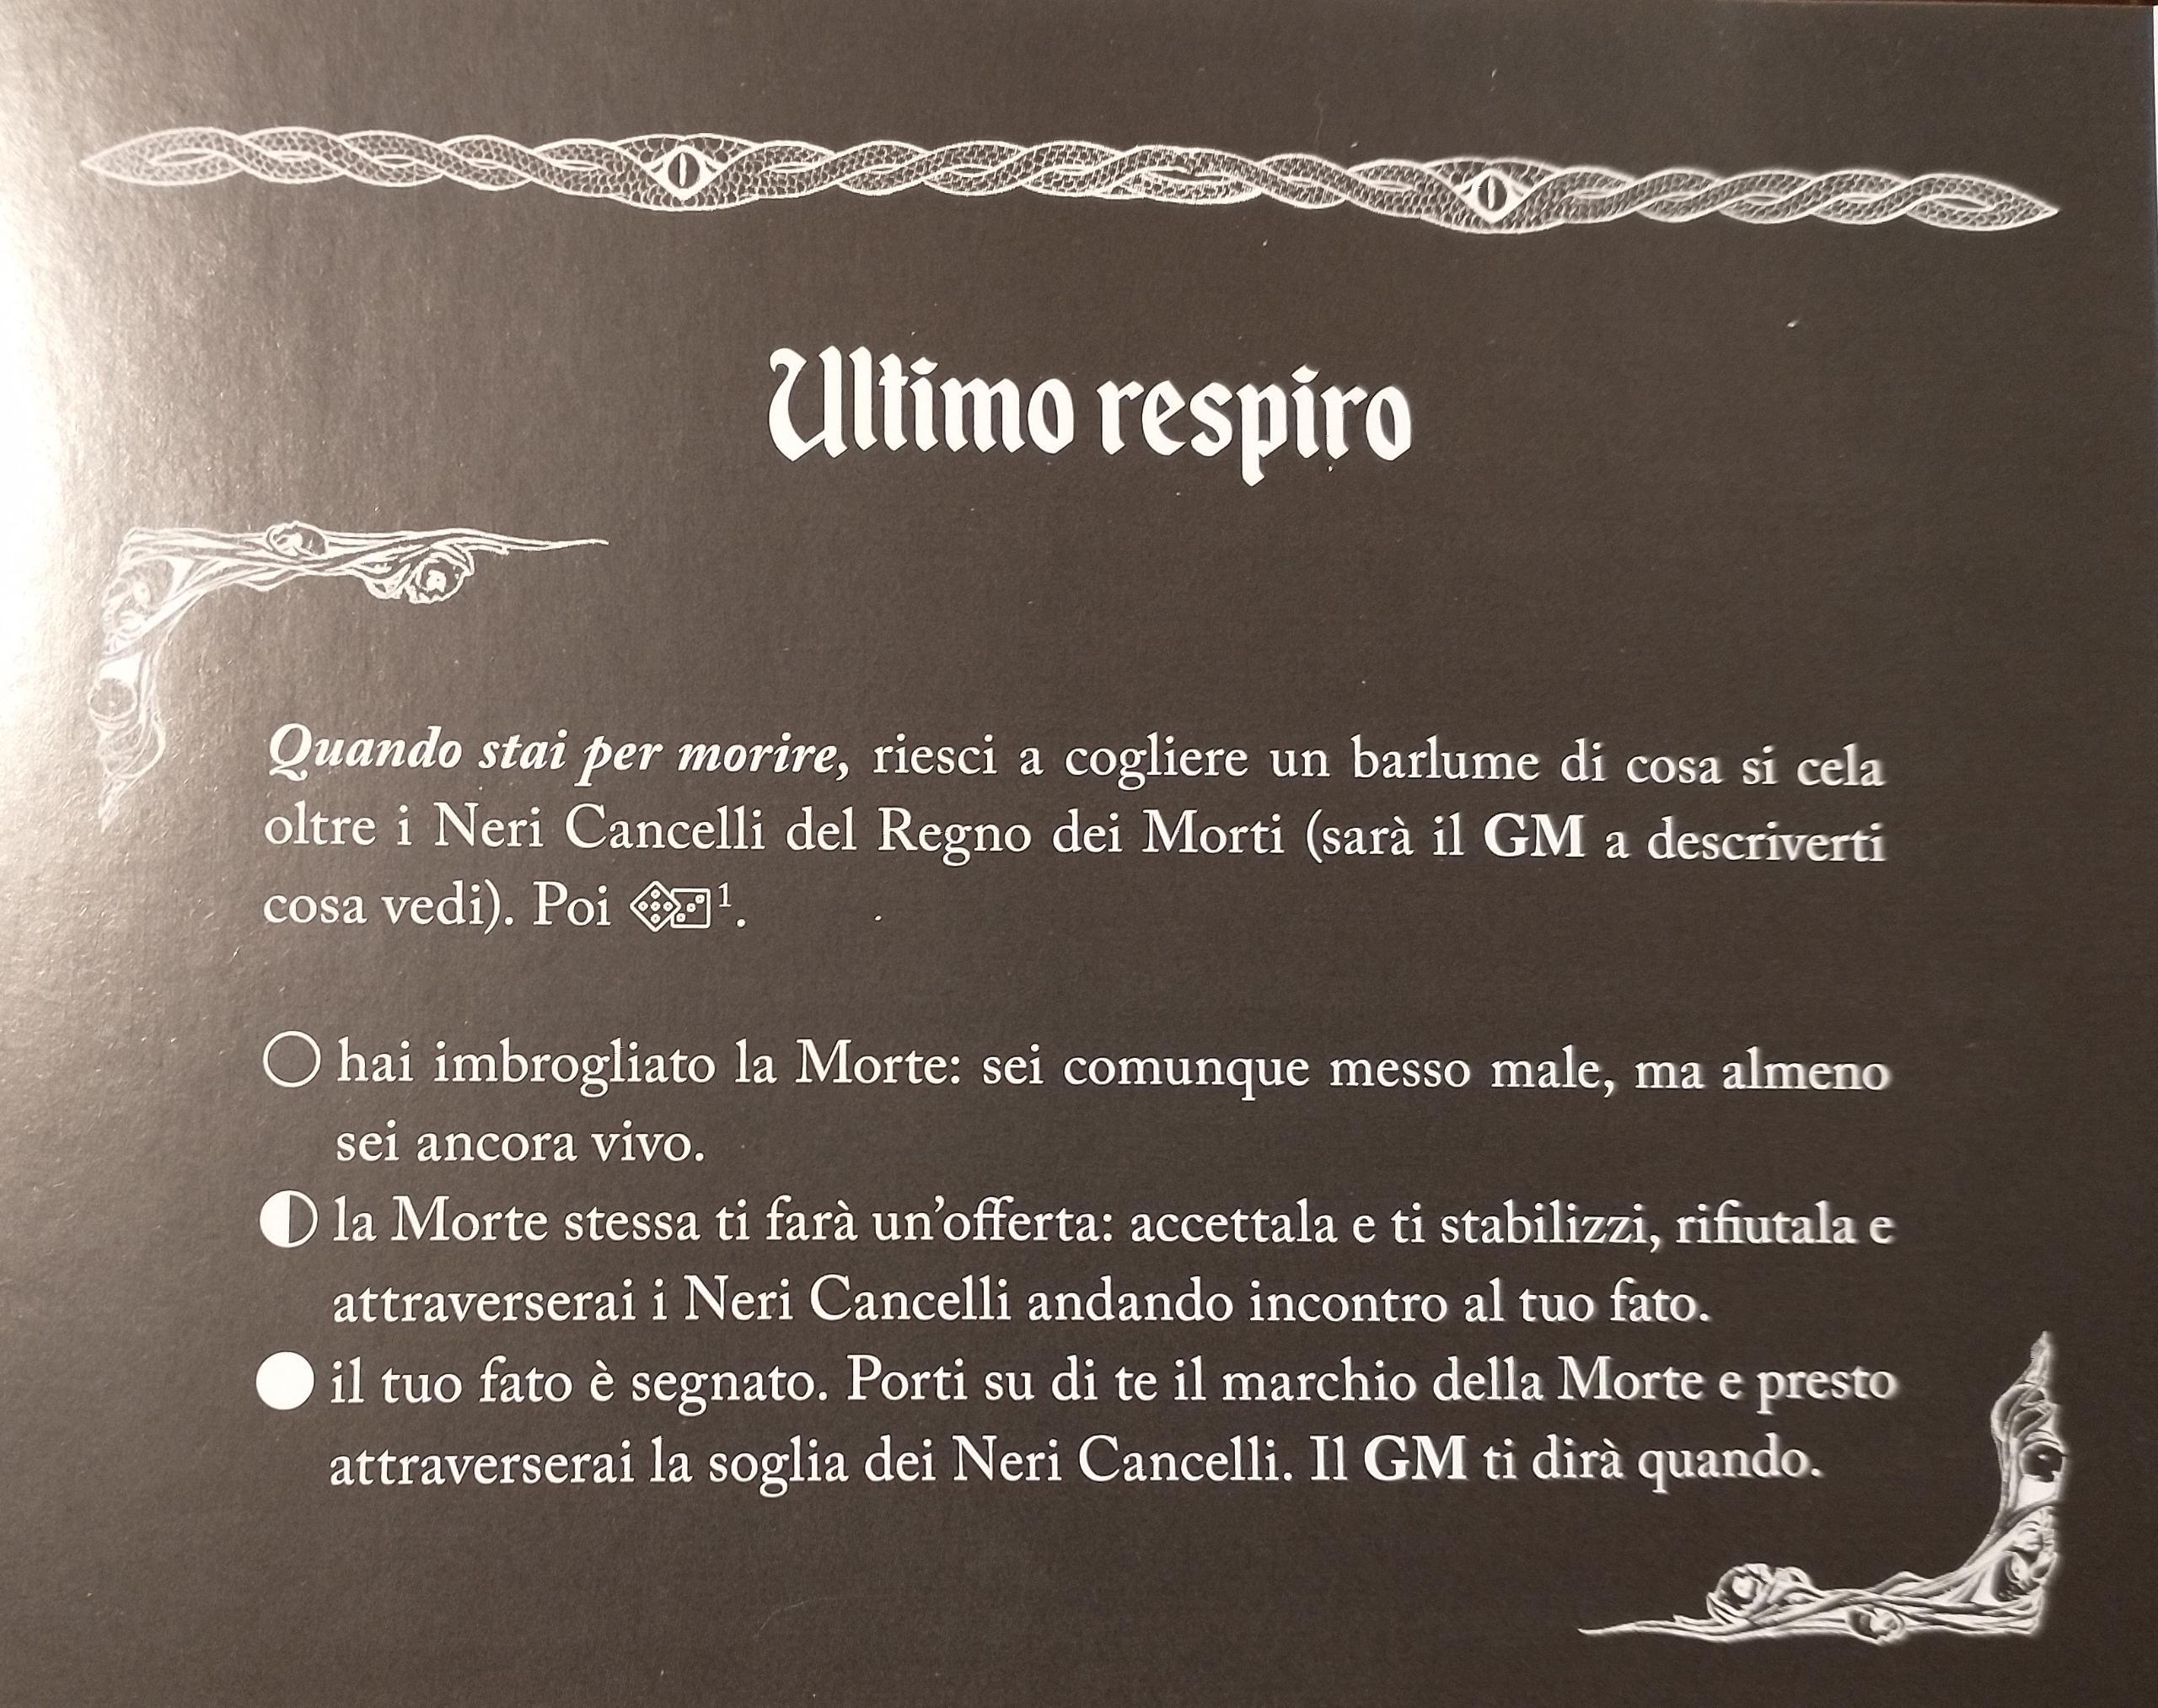 Ultimo respiro
Quando stai per morire, riesci a cogliere un barlume di cosa si cela
oltre i Neri Cancelli del Regno dei Morti (sarà il GM a descriverti
cosa vedi). Poi 1.
hai imbrogliato la Morte: sei comunque messo male, ma almeno
sei ancora vivo.
la Morte stessa ti farà un'offerta: accettala e ti stabilizzi, rifiutala e
attraverserai i Neri Cancelli andando incontro al tuo fato.
il tuo fato è segnato. Porti su di te il marchio della Morte e presto
attraverserai la soglia dei Neri Cancelli. Il GM ti dirà quando.